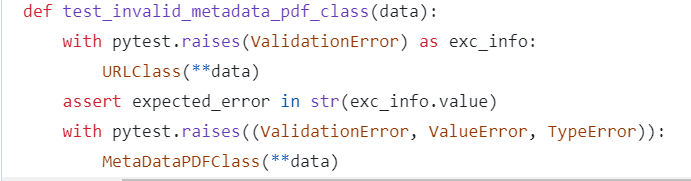 def test_invalid_metadata_pdf_class(data):
    with pytest.raises(ValidationError) as exc_info:
        URLClass(**data)
    assert expected_error in str(exc_info.value)
    with pytest.raises((ValidationError, ValueError, TypeError)):
        MetaDataPDFClass(**data)